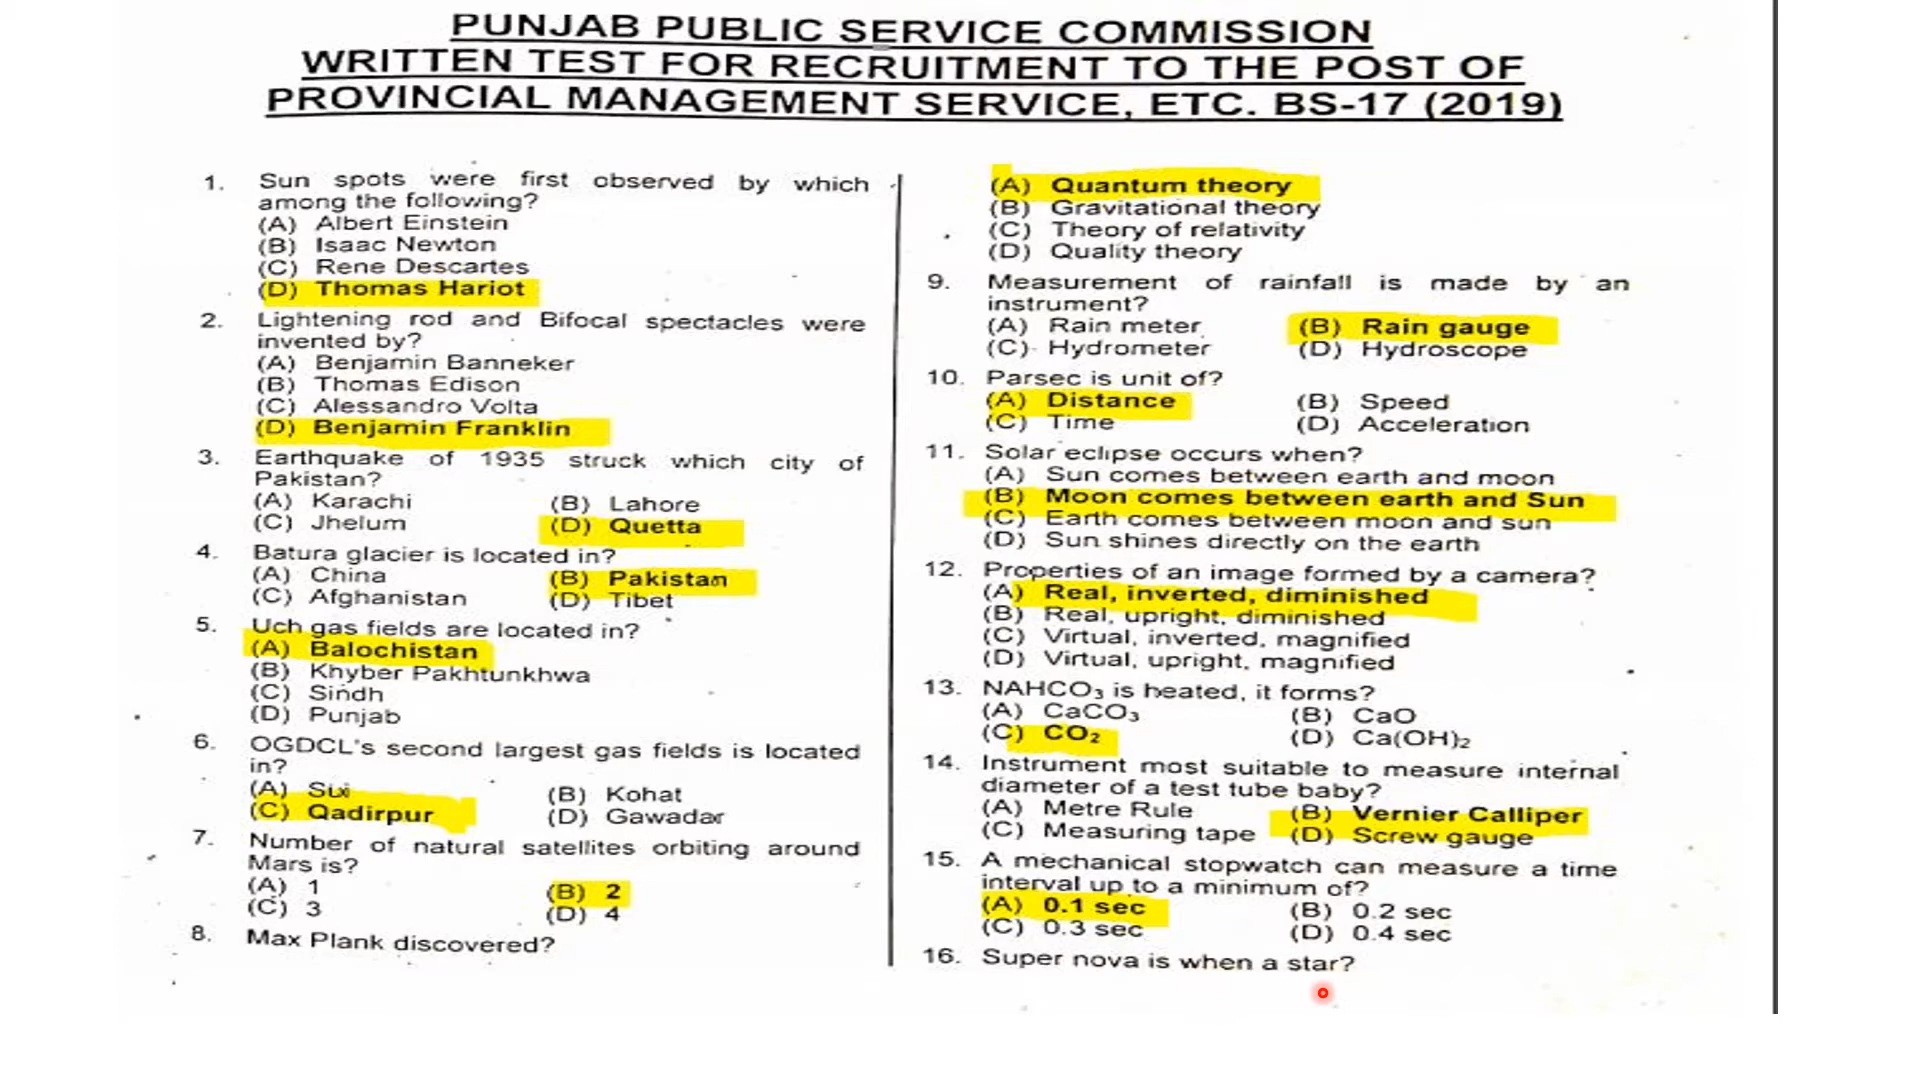 PUNJAB PUBLIC SERVICE COMMISSION
WRITTEN TEST FOR RECRUITMENT TO THE POST OF
PROVINCIAL MANAGEMENT SERVICE, ETC. BS-17 (2019)
1. Sun spots were first observed by which
among the following?
(A) Albert Einstein
(B) Isaac Newton
(C) Rene Descartes
(D) Thomas Hariot
2. Lightening rod and Bifocal spectacles were
invented by?
(A) Benjamin Banneker
(B) Thomas Edison
(C) Alessandro Volta
(D) Benjamin Franklin
3. Earthquake of 1935 struck which city of
Pakistan?
(A) Karachi (B) Lahore
(C) Jhelum (D) Quetta
4. Batura glacier is located in?
(A) China (B) Pakistan
(C) Afghanistan (D) Tibet
5. Uch gas fields are located in?
(A) Balochistan
(B) Khyber Pakhtunkhwa
(C) Sindh
(D) Punjab
6. OGDCL's second largest gas fields is located
in?
(A) Sui (B) Kohat
(C) Qadirpur (D) Gawadar
7. Number of natural satellites orbiting around
Mars is?
(A) 1 (B) 2
(C) 3 (D) 4
8. Max Plank discovered?
(A) Quantum theory
(B) Gravitational theory
(C) Theory of relativity
(D) Quality theory
9. Measurement of rainfall is made by an
instrument?
(A) Rain meter (B) Rain gauge
(C) Hydrometer (D) Hydroscope
10. Parsec is unit of?
(A) Distance (B) Speed
(C) Time (D) Acceleration
11. Solar eclipse occurs when?
(A) Sun comes between earth and moon
(B) Moon comes between earth and Sun
(C) Earth comes between moon and sun
(D) Sun shines directly on the earth
12. Properties of an image formed by a camera?
(A) Real, inverted, diminished
(B) Real, upright, diminished
(C) Virtual, inverted, magnified
(D) Virtual, upright, magnified
13. NAHCO₃ is heated, it forms?
(A) CaCO₃ (B) CaO
(C) CO₂ (D) Ca(OH)₂
14. Instrument most suitable to measure internal
diameter of a test tube baby?
(A) Metre Rule (B) Vernier Calliper
(C) Measuring tape (D) Screw gauge
15. A mechanical stopwatch can measure a time
interval up to a minimum of?
(A) 0.1 sec (B) 0.2 sec
(C) 0.3 sec (D) 0.4 sec
16. Super nova is when a star?